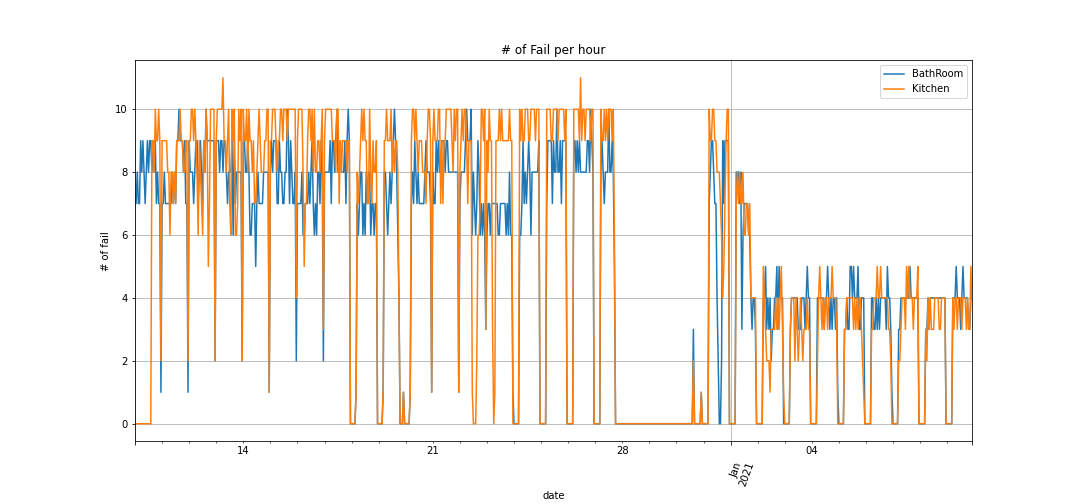 # of Fail per hour
BathRoom
Kitchen
# of fail
10
8
6
4
2
0
14
21
28
Jan
2021
04
date